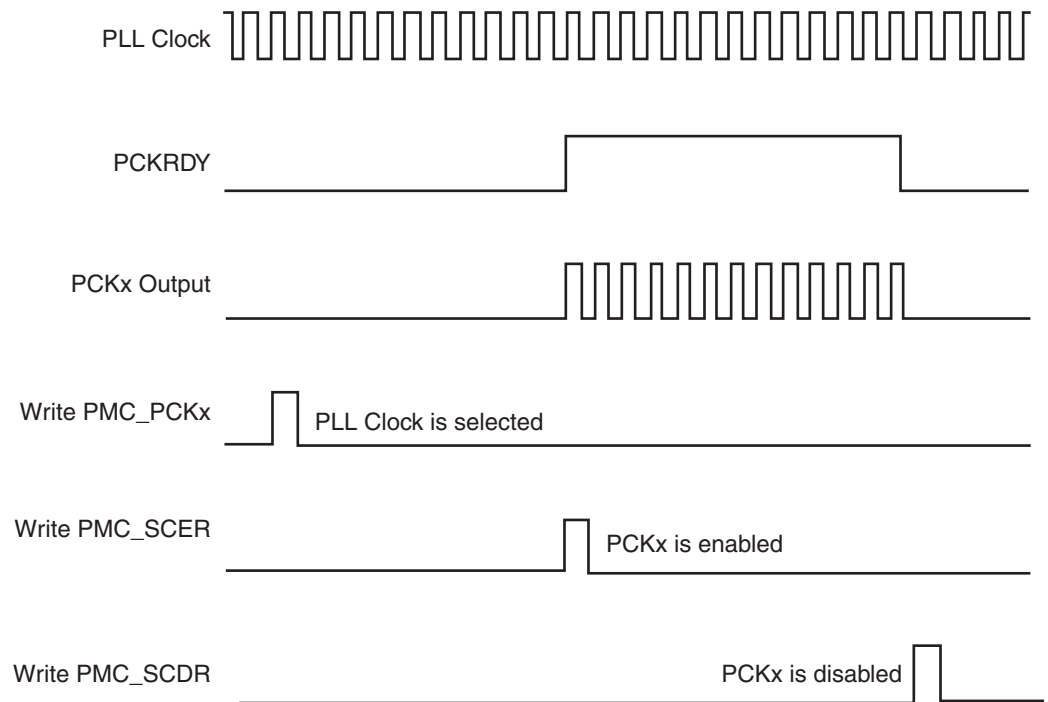 PLL Clock
PCKRDY
PCKx Output
Write PMC_PCKx
PLL Clock is selected
Write PMC_SCER
PCKx is enabled
Write PMC_SCDR
PCKx is disabled